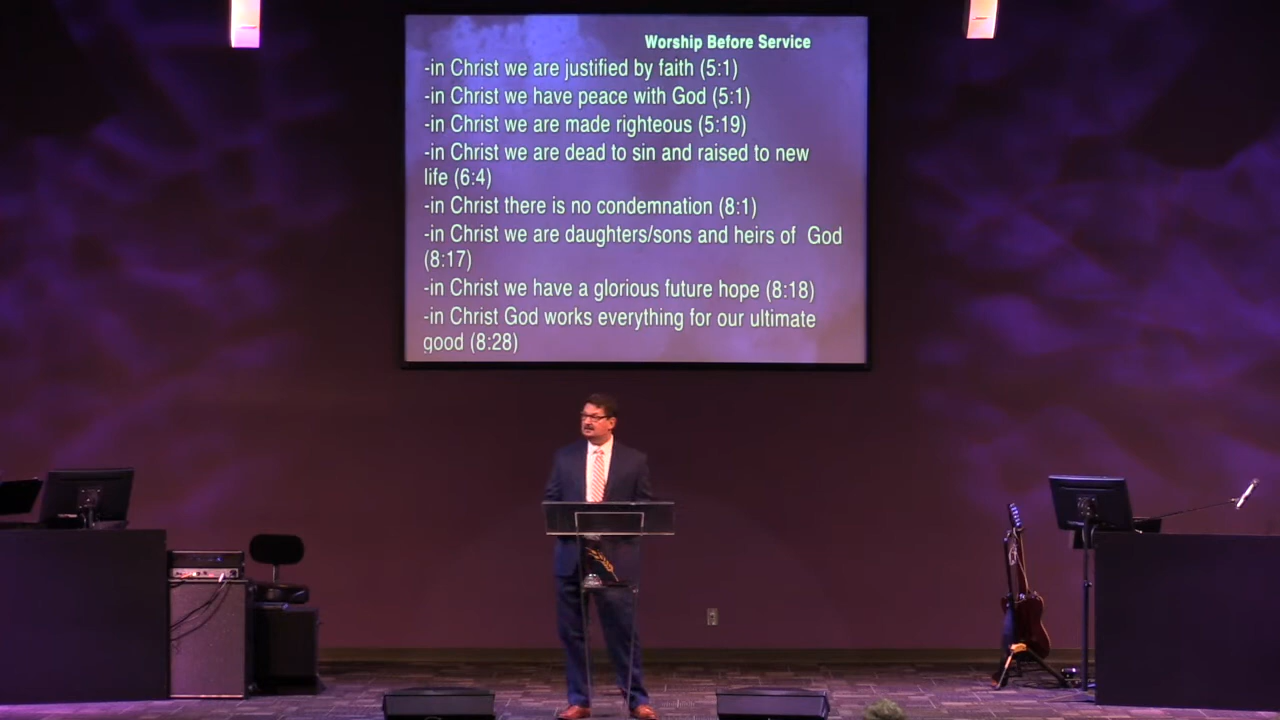 Worship Before Service
-in Christ we are justified by faith (5:1)
-in Christ we have peace with God (5:1)
-in Christ we are made righteous (5:19)
-in Christ we are dead to sin and raised to new
life (6:4)
-in Christ there is no condemnation (8:1)
-in Christ we are daughters/sons and heirs of  God
(8:17)
-in Christ we have a glorious future hope (8:18)
-in Christ God works everything for our ultimate
good (8:28)